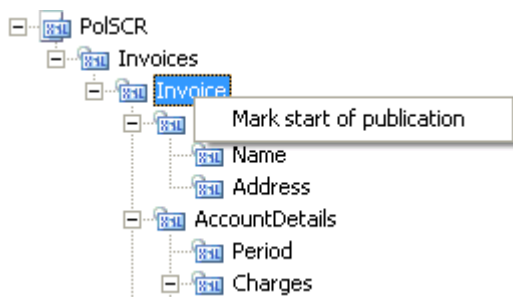 PolSCR
Invoices
Invoice
Mark start of publication
Name
Address
AccountDetails
Period
Charges